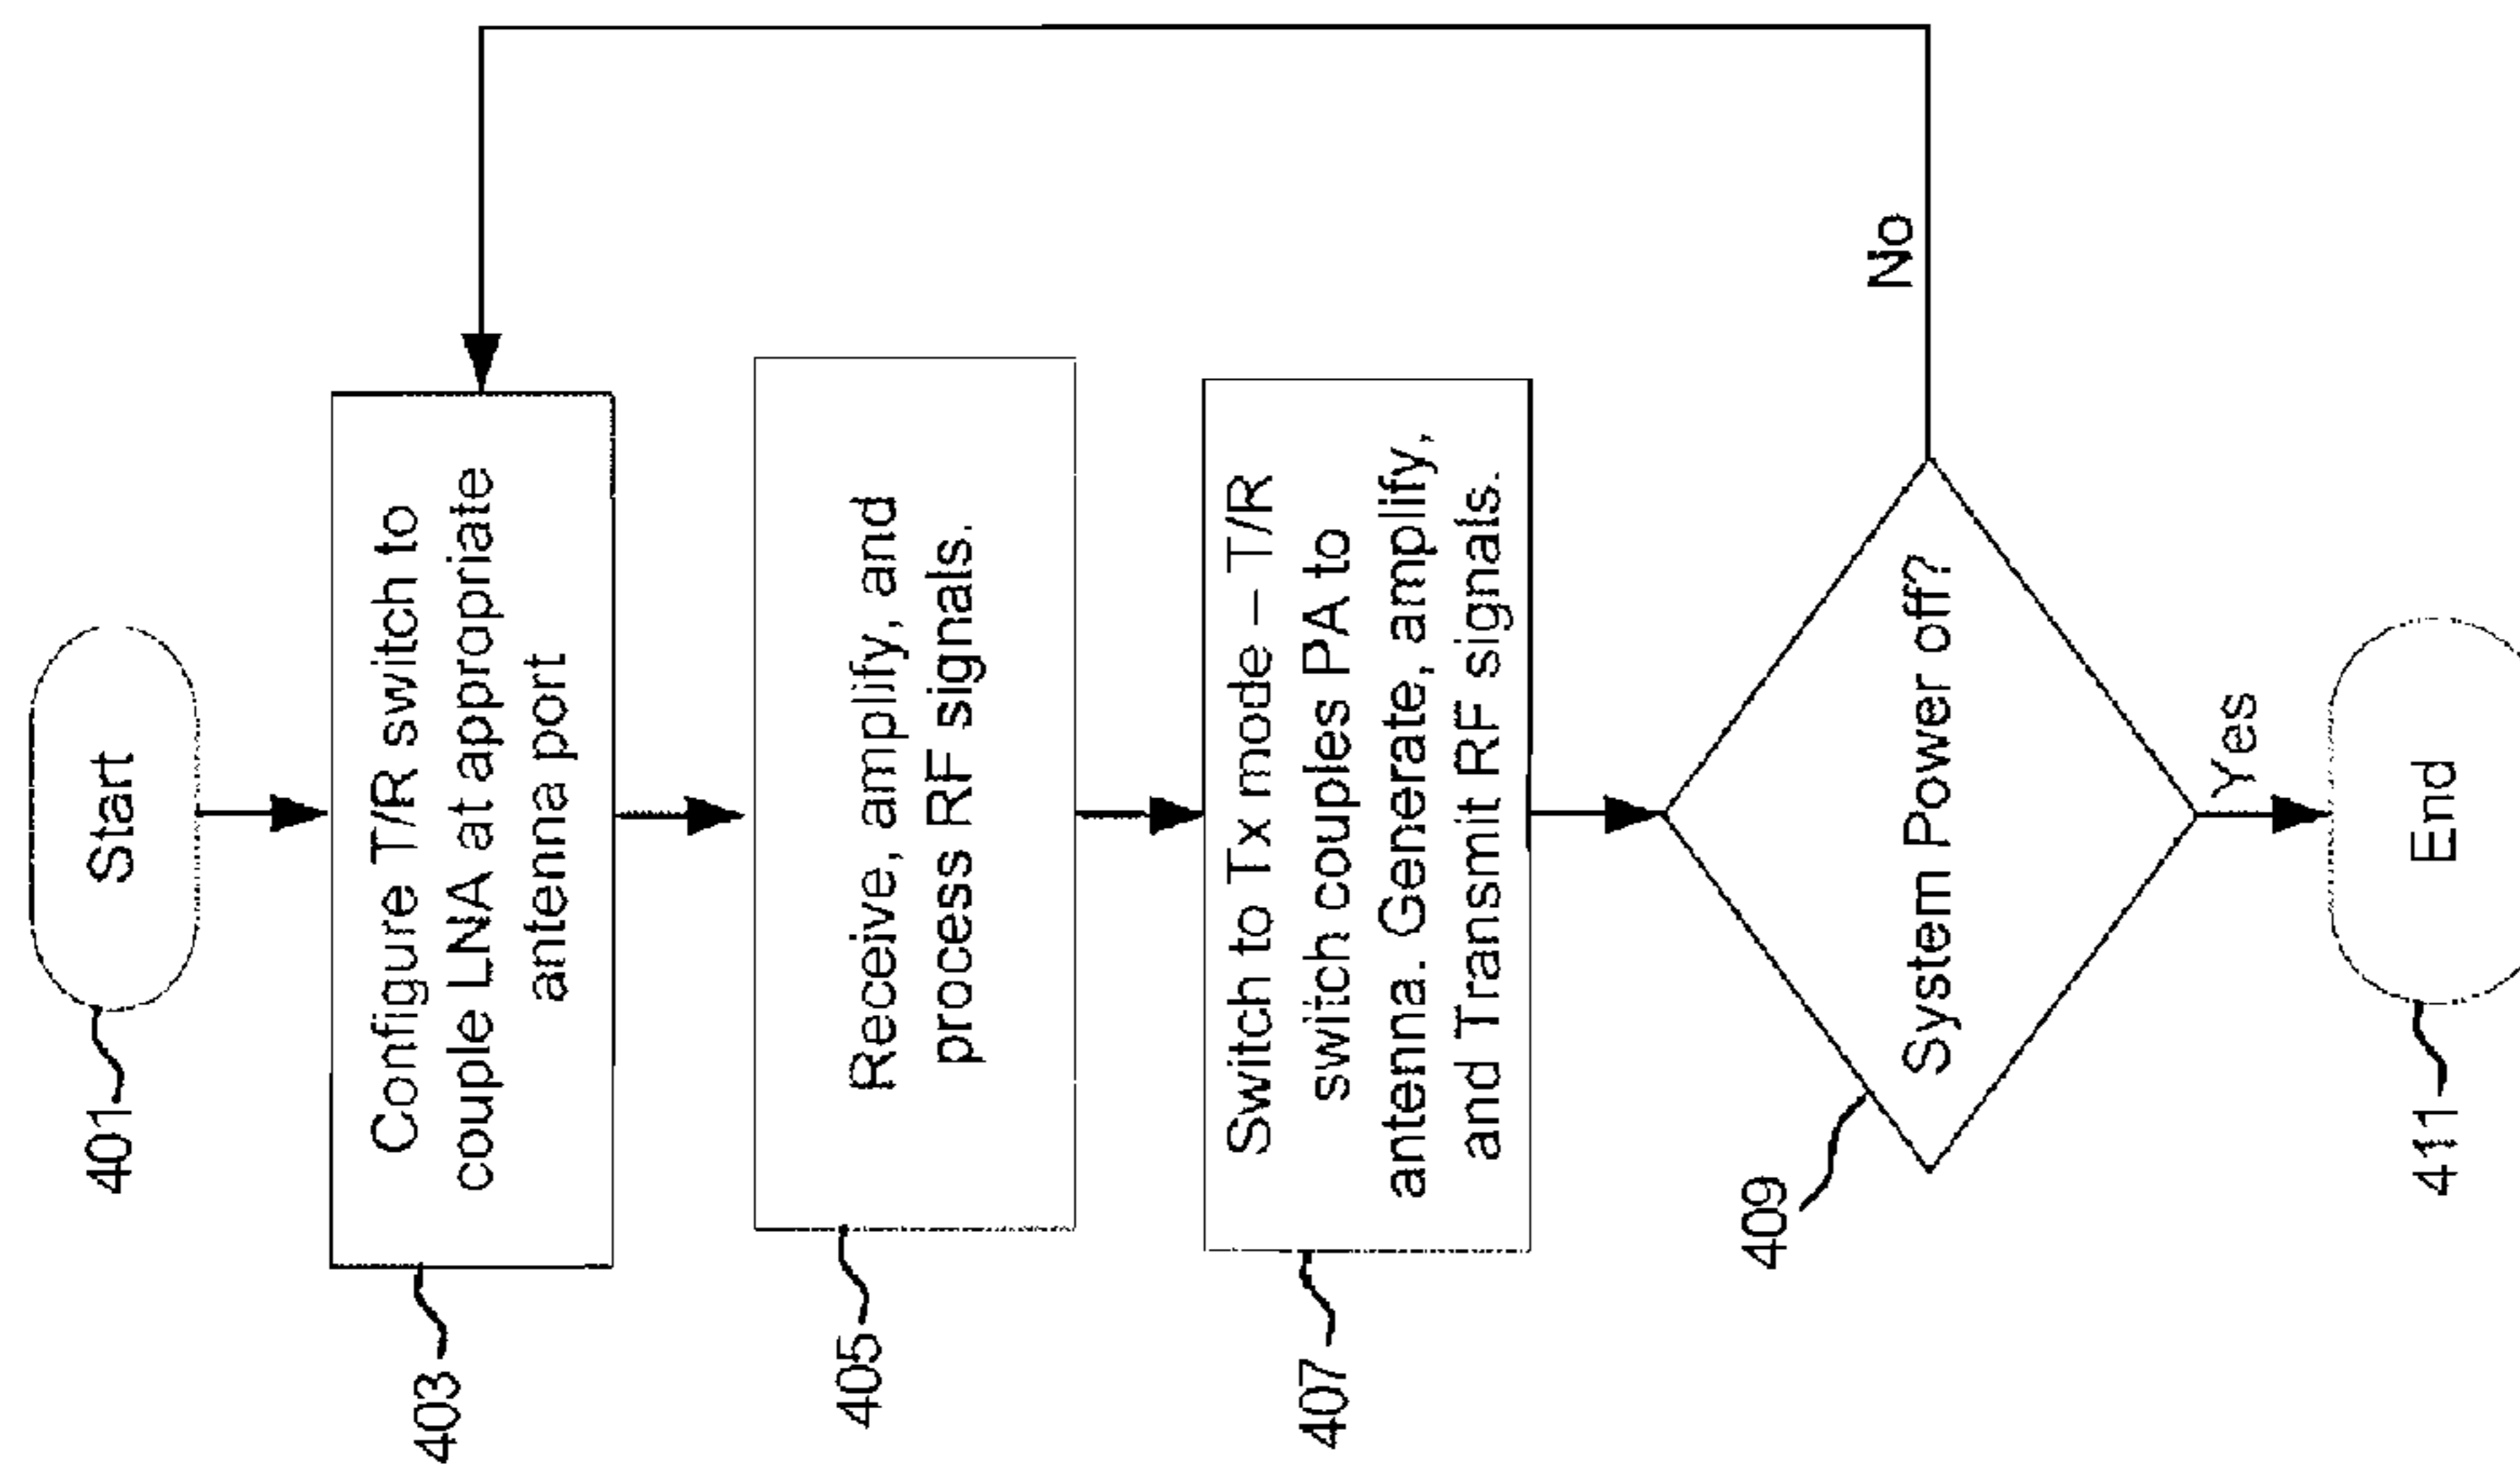 Start
401
Configure T/R switch to
couple LNA at appropriate
antenna port
403
Receive, amplify, and
process RF signals.
405
Switch to Tx mode – T/R
switch couples PA to
antenna. Generate, amplify,
and Transmit RF signals.
407
System Power off?
409
No
Yes
End
411